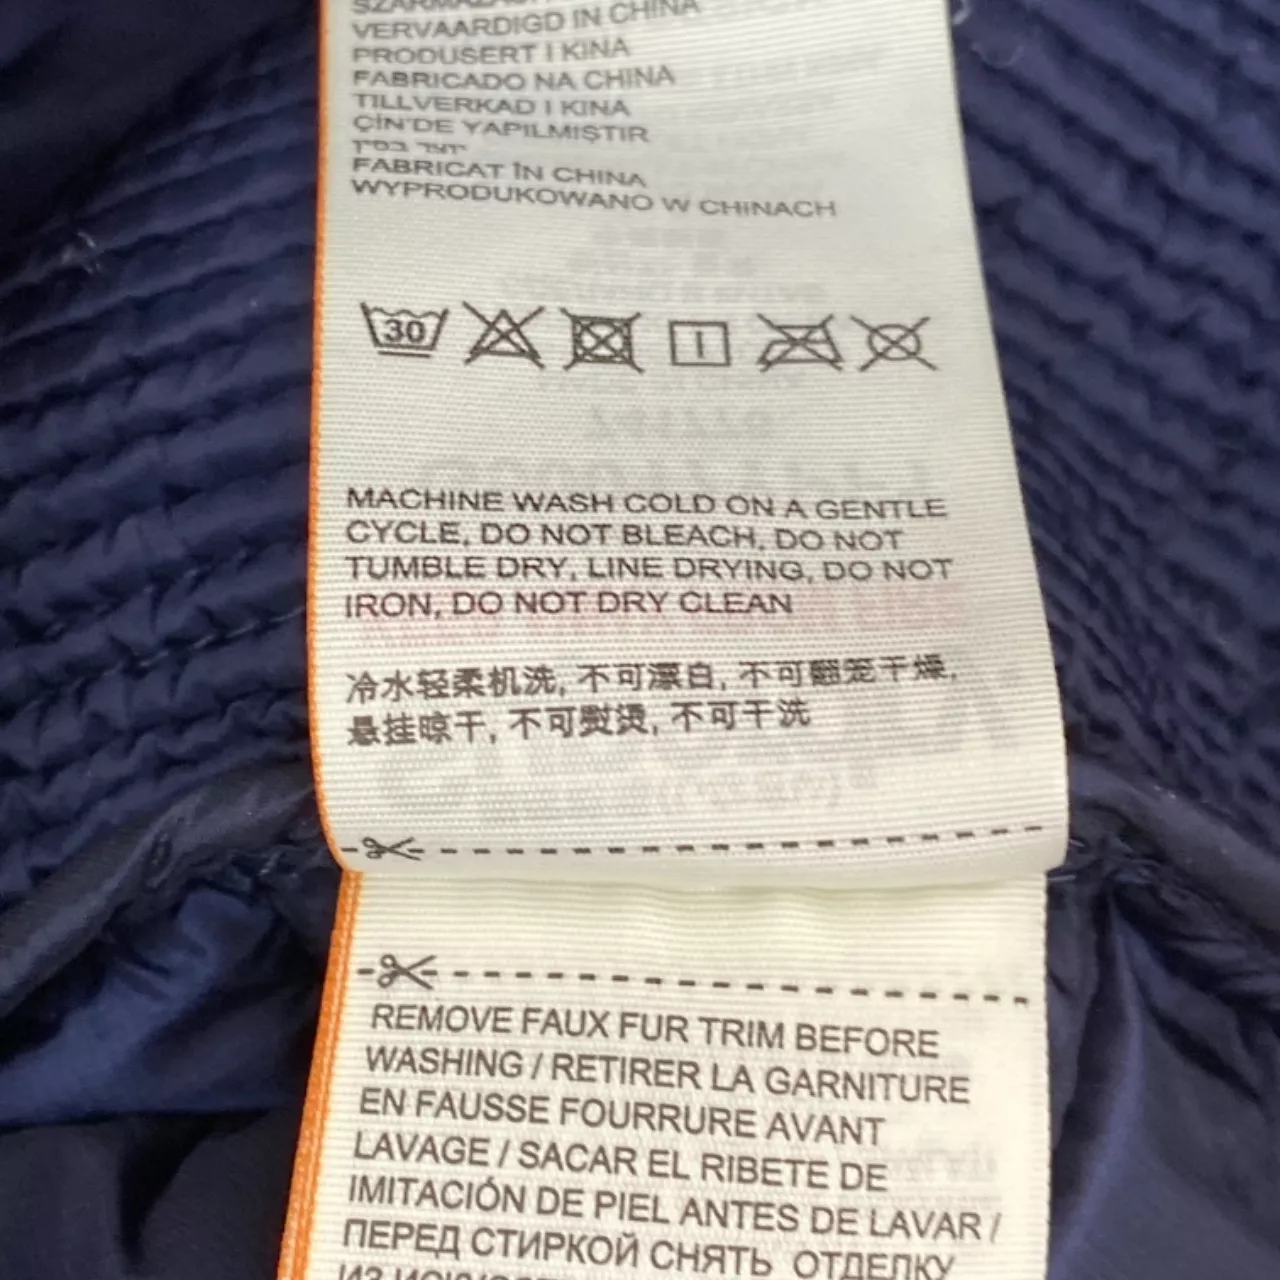 VERVAARDIGD IN CHINA
PRODUSERT I KINA
FABRICADO NA CHINA
TILLVERKAD I KINA
ÇİN'DE YAPILMIŞTIR
FABRICAT ÎN CHINA
WYPRODUKOWANO W CHINACH
30
MACHINE WASH COLD ON A GENTLE
CYCLE, DO NOT BLEACH, DO NOT
TUMBLE DRY, LINE DRYING, DO NOT
IRON, DO NOT DRY CLEAN
冷水轻柔机洗, 不可漂白, 不可翻笼干燥,
悬挂晾干, 不可熨烫, 不可干洗
REMOVE FAUX FUR TRIM BEFORE
WASHING / RETIRER LA GARNITURE
EN FAUSSE FOURRURE AVANT
LAVAGE / SACAR EL RIBETE DE
IMITACIÓN DE PIEL ANTES DE LAVAR /
ПЕРЕД СТИРКОЙ СНЯТЬ ОТДЕЛКУ